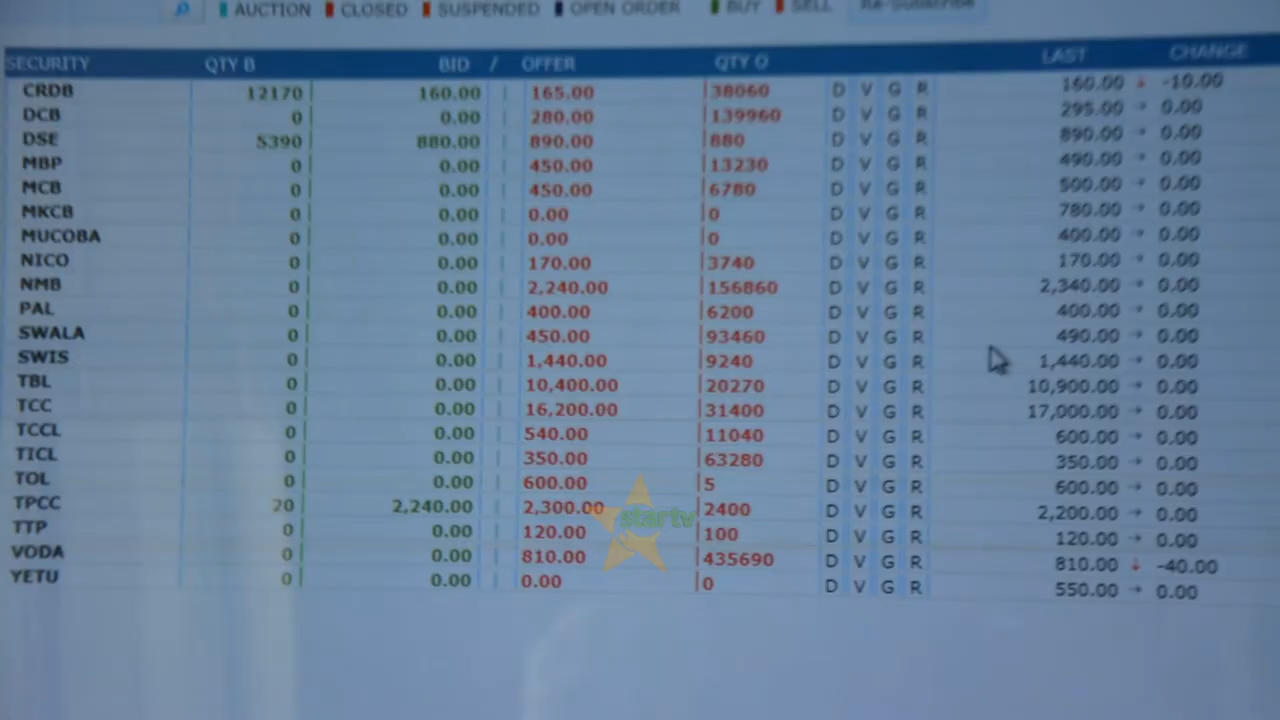 AUCTION CLOSED SUSPENDED OPEN ORDER BUY SELL Re-Subscribe
SECURITY QTY B BID / OFFER QTY O LAST CHANGE
CRDB 12170 160.00 165.00 38060 D V G R 160.00 -10.00
DCB 0 0.00 280.00 139960 D V G R 295.00 0.00
DSE 5390 880.00 890.00 880 D V G R 890.00 0.00
MBP 0 0.00 450.00 13230 D V G R 490.00 0.00
MCB 0 0.00 450.00 6780 D V G R 500.00 0.00
MKCB 0 0.00 0.00 0 D V G R 780.00 0.00
MUCOBA 0 0.00 0.00 0 D V G R 400.00 0.00
NICO 0 0.00 170.00 3740 D V G R 170.00 0.00
NMB 0 0.00 2,240.00 156860 D V G R 2,340.00 0.00
PAL 0 0.00 400.00 6200 D V G R 400.00 0.00
SWALA 0 0.00 450.00 93460 D V G R 490.00 0.00
SWIS 0 0.00 1,440.00 9240 D V G R 1,440.00 0.00
TBL 0 0.00 10,400.00 20270 D V G R 10,900.00 0.00
TCC 0 0.00 16,200.00 31400 D V G R 17,000.00 0.00
TCCL 0 0.00 540.00 11040 D V G R 600.00 0.00
TICL 0 0.00 350.00 63280 D V G R 350.00 0.00
TOL 0 0.00 600.00 5 D V G R 600.00 0.00
TPCC 20 2,240.00 2,300.00 2400 D V G R 2,200.00 0.00
startv
TTP 0 0.00 120.00 100 D V G R 120.00 0.00
VODA 0 0.00 810.00 435690 D V G R 810.00 -40.00
YETU 0 0.00 0.00 0 D V G R 550.00 0.00